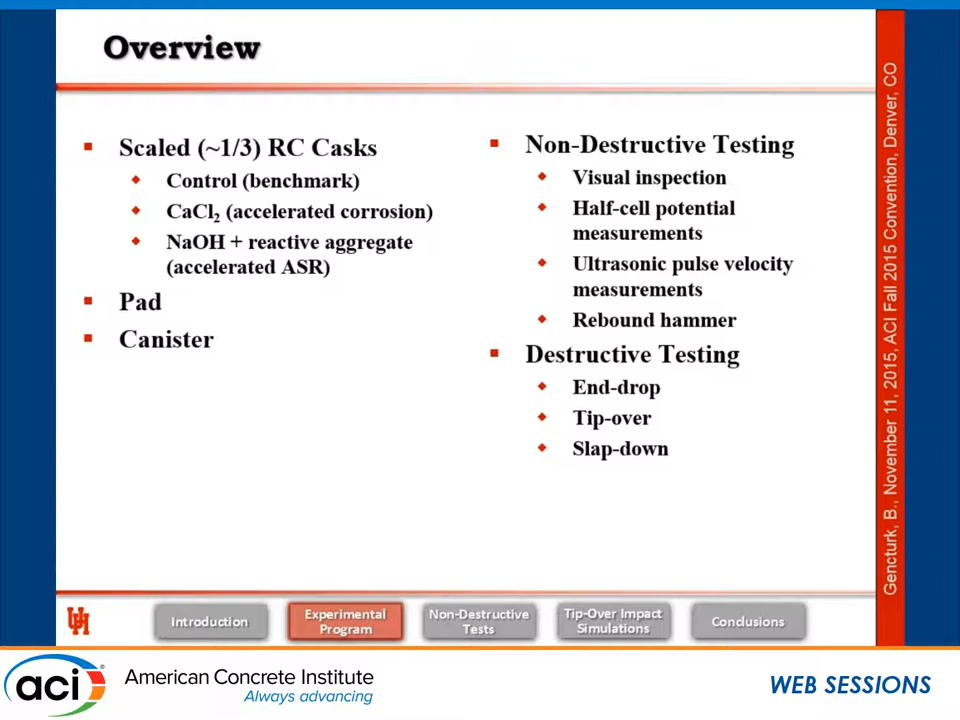 Overview
Scaled (~1/3) RC Casks
Control (benchmark)
CaCl₂ (accelerated corrosion)
NaOH + reactive aggregate
(accelerated ASR)
Pad
Canister
Non-Destructive Testing
Visual inspection
Half-cell potential
measurements
Ultrasonic pulse velocity
measurements
Rebound hammer
Destructive Testing
End-drop
Tip-over
Slap-down
Gencturk, B., November 11, 2015, ACI Fall 2015 Convention, Denver, CO
UH
Introduction
Experimental
Program
Non-Destructive
Tests
Tip-Over Impact
Simulations
Conclusions
aci®
American Concrete Institute
Always advancing
WEB SESSIONS